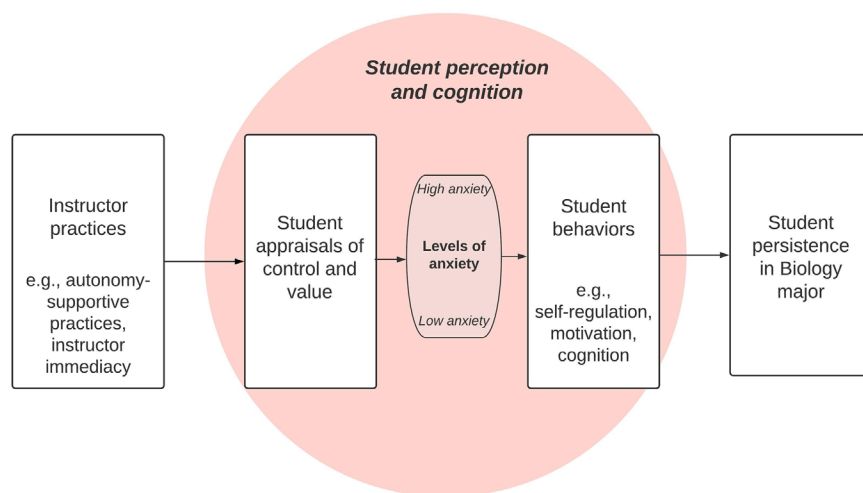 Student perception
and cognition
Instructor
practices
e.g., autonomy-
supportive
practices,
instructor
immediacy
Student
appraisals of
control and
value
High anxiety
Levels of
anxiety
Low anxiety
Student
behaviors
e.g.,
self-regulation,
motivation,
cognition
Student
persistence
in Biology
major